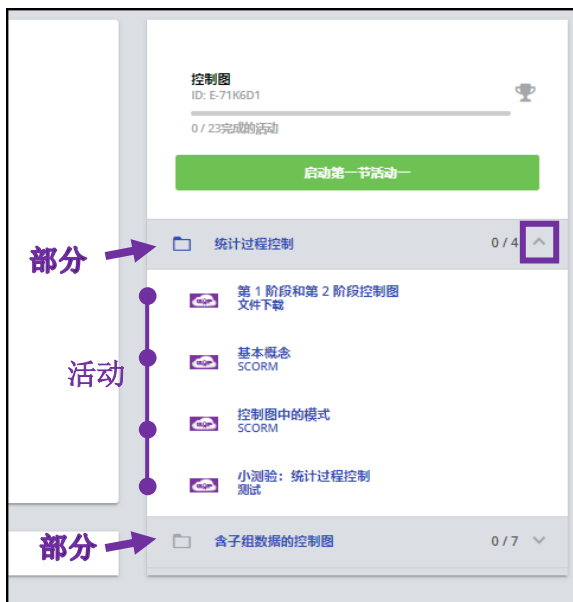 控制图
ID: E-71K6D1
0 / 23完成的活动
启动第一节活动一
部分
统计过程控制 0 / 4
第 1 阶段和第 2 阶段控制图
文件下载
活动
基本概念
SCORM
控制图中的模式
SCORM
小测验：统计过程控制
测试
部分
含子组数据的控制图 0 / 7